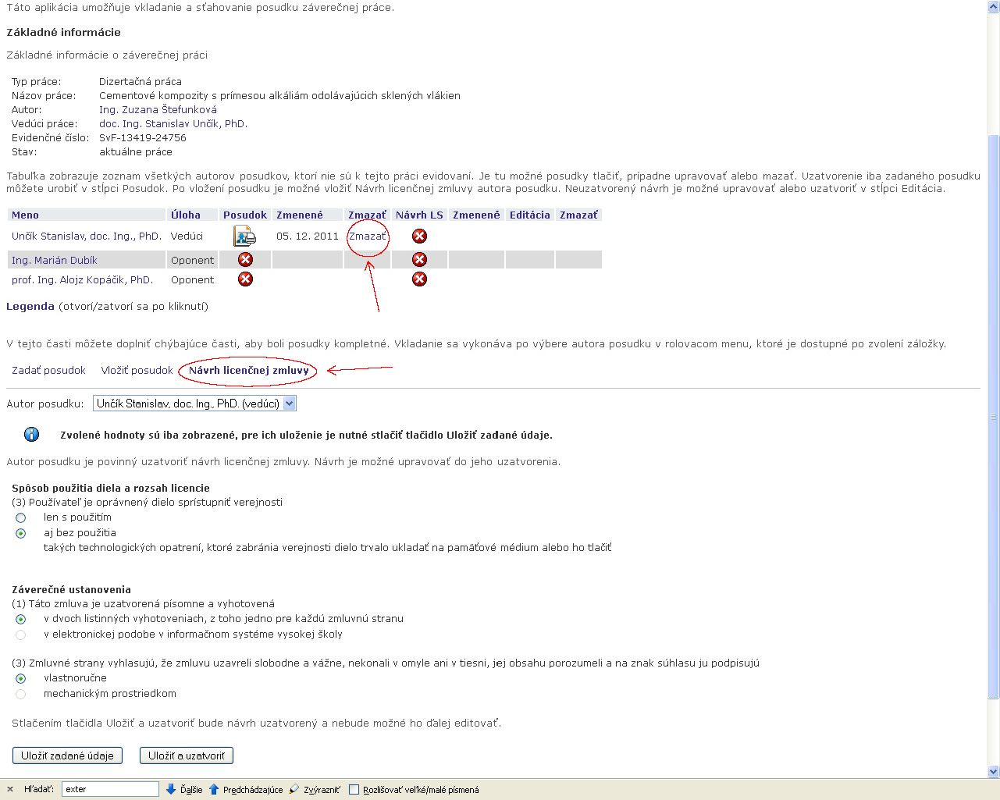 Táto aplikácia umožňuje vkladanie a sťahovanie posudku záverečnej práce.
Základné informácie
Základné informácie o záverečnej práci
Typ práce: Dizertačná práca
Názov práce: Cementové kompozity s prímesou alkáliám odolávajúcich sklených vlákien
Autor: Ing. Zuzana Štefunková
Vedúci práce: doc. Ing. Stanislav Unčík, PhD.
Evidenčné číslo: SvF-13419-24756
Stav: aktuálne práce
Tabuľka zobrazuje zoznam všetkých autorov posudkov, ktorí nie sú k tejto práci evidovaní. Je tu možné posudky tlačiť, prípadne upravovať alebo mazať. Uzatvorenie iba zadaného posudku
môžete urobiť v stĺpci Posudok. Po vložení posudku je možné vložiť Návrh licenčnej zmluvy autora posudku. Neuzatvorený návrh je možné upravovať alebo uzatvoriť v stĺpci Editácia.
Meno Úloha Posudok Zmenené Zmazať Návrh LS Zmenené Editácia Zmazať
Unčík Stanislav, doc. Ing., PhD. Vedúci 05. 12. 2011 Zmazať
Ing. Marián Dubík Oponent
prof. Ing. Alojz Kopáčik, PhD. Oponent
Legenda (otvorí/zatvorí sa po kliknutí)
V tejto časti môžete doplniť chýbajúce časti, aby boli posudky kompletné. Vkladanie sa vykonáva po výbere autora posudku v rolovacom menu, ktoré je dostupné po zvolení záložky.
Zadať posudok Vložiť posudok Návrh licenčnej zmluvy
Autor posudku: Unčík Stanislav, doc. Ing., PhD. (vedúci)
Zvolené hodnoty sú iba zobrazené, pre ich uloženie je nutné stlačiť tlačidlo Uložiť zadané údaje.
Autor posudku je povinný uzatvoriť návrh licenčnej zmluvy. Návrh je možné upravovať do jeho uzatvorenia.
Spôsob použitia diela a rozsah licencie
(3) Používateľ je oprávnený dielo sprístupniť verejnosti
len s použitím
aj bez použitia
takých technologických opatrení, ktoré zabránia verejnosti dielo trvalo ukladať na pamäťové médium alebo ho tlačiť
Záverečné ustanovenia
(1) Táto zmluva je uzatvorená písomne a vyhotovená
v dvoch listinných vyhotoveniach, z toho jedno pre každú zmluvnú stranu
v elektronickej podobe v informačnom systéme vysokej školy
(3) Zmluvné strany vyhlasujú, že zmluvu uzavreli slobodne a vážne, nekonali v omyle ani v tiesni, jej obsahu porozumeli a na znak súhlasu ju podpisujú
vlastnoručne
mechanickým prostriedkom
Stlačením tlačidla Uložiť a uzatvoriť bude návrh uzatvorený a nebude možné ho ďalej editovať.
Uložiť zadané údaje Uložiť a uzatvoriť
Hľadať: exter Ďalšie Predchádzajúce Zvýrazniť Rozlišovať veľké/malé písmená